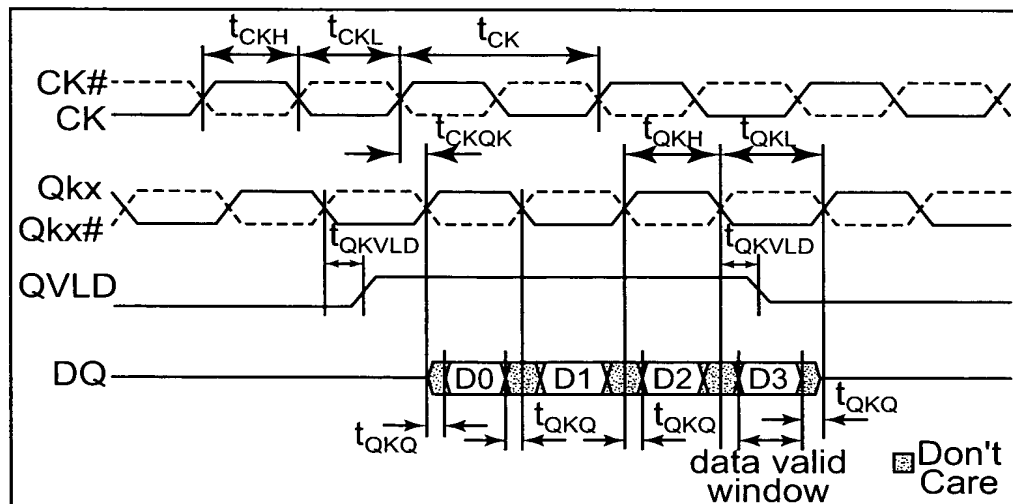 tCKH tCKL tCK
CK#
CK
tCKQK tQKH tQKL
Qkx
Qkx#
tQKVLD tQKVLD
QVLD
DQ D0 D1 D2 D3
tQKQ tQKQ tQKQ tQKQ
data valid
window
Don't
Care